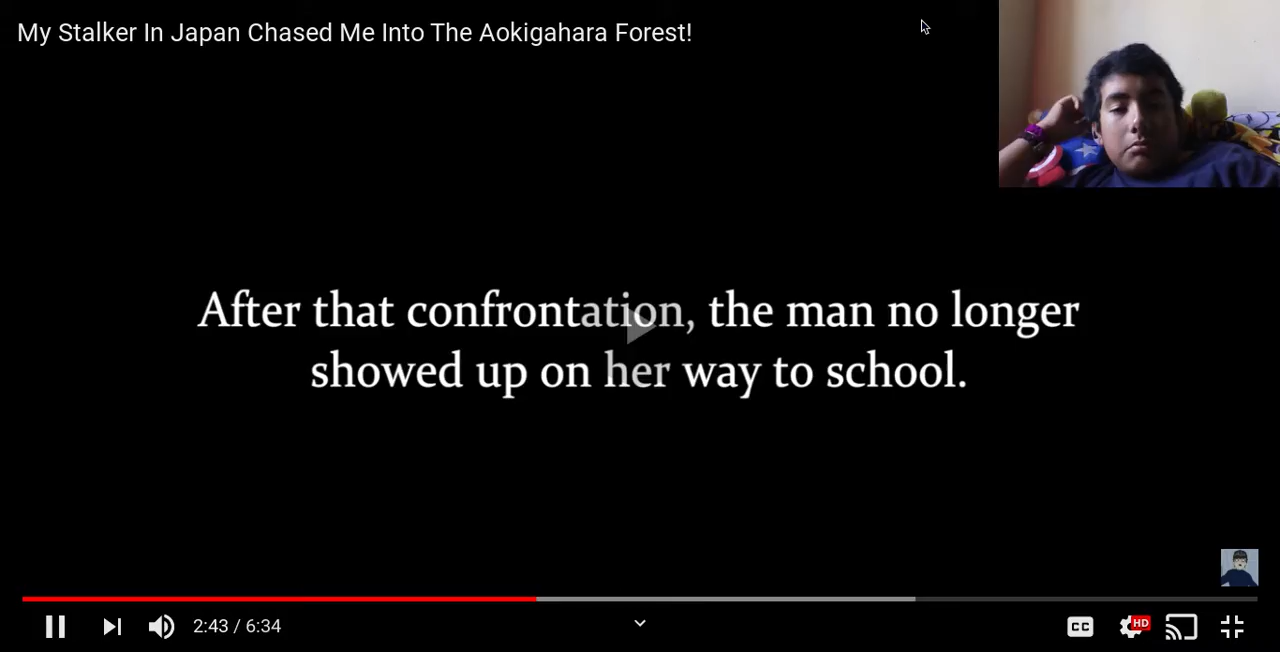 My Stalker In Japan Chased Me Into The Aokigahara Forest!
After that confrontation, the man no longer
showed up on her way to school.
2:43 / 6:34
CC
HD